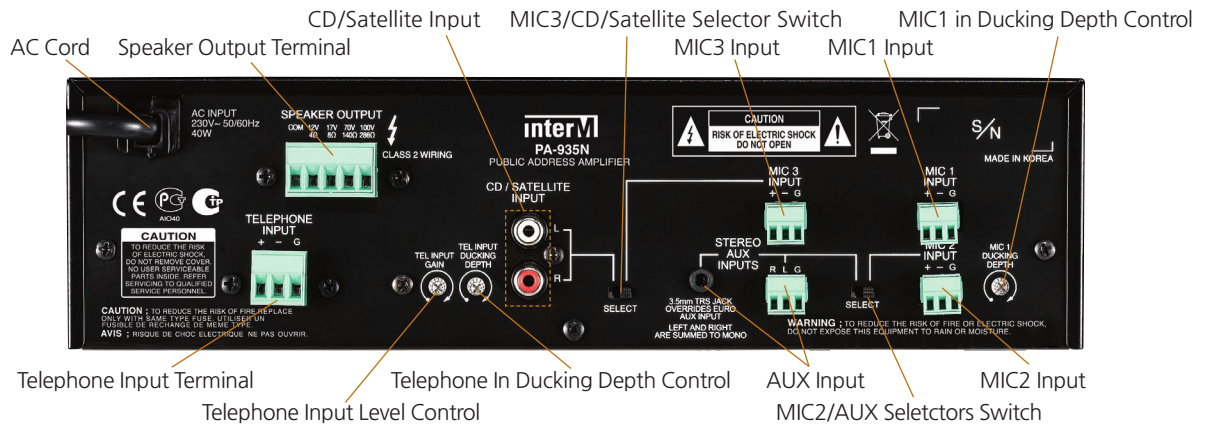 CD/Satellite Input
MIC3/CD/Satellite Selector Switch
MIC1 in Ducking Depth Control
AC Cord
Speaker Output Terminal
MIC3 Input
MIC1 Input
AC INPUT
230V~ 50/60Hz
40W
SPEAKER OUTPUT
COM 12V 17V 70V 100V
4Ω 8Ω 140Ω 286Ω
CLASS 2 WIRING
interM
PA-935N
PUBLIC ADDRESS AMPLIFIER
CAUTION
RISK OF ELECTRIC SHOCK
DO NOT OPEN
S/N
MADE IN KOREA
CE
AIO40
CAUTION
TO REDUCE THE RISK
OF ELECTRIC SHOCK,
DO NOT REMOVE COVER.
NO USER SERVICEABLE
PARTS INSIDE. REFER
SERVICING TO QUALIFIED
SERVICE PERSONNEL.
TELEPHONE
INPUT
+ − G
TEL INPUT
GAIN
TEL INPUT
DUCKING
DEPTH
CD / SATELLITE
INPUT
L
R
SELECT
MIC 3
INPUT
+ − G
STEREO
AUX
INPUTS
R L G
3.5mm TRS JACK
OVERRIDES EURO
AUX INPUT
LEFT AND RIGHT
ARE SUMMED TO MONO
SELECT
MIC 1
INPUT
+ − G
MIC 2
INPUT
+ − G
MIC 1
DUCKING
DEPTH
CAUTION ; TO REDUCE THE RISK OF FIRE REPLACE
ONLY WITH SAME TYPE FUSE. UTILISER UN
FUSIBLE DE RECHANGE DE MEME TYPE.
AVIS ; RISQUE DE CHOC ELECTRIQUE NE PAS OUVRIR.
WARNING ; TO REDUCE THE RISK OF FIRE OR ELECTRIC SHOCK,
DO NOT EXPOSE THIS EQUIPMENT TO RAIN OR MOISTURE.
Telephone Input Terminal
Telephone In Ducking Depth Control
AUX Input
MIC2 Input
Telephone Input Level Control
MIC2/AUX Seletctors Switch